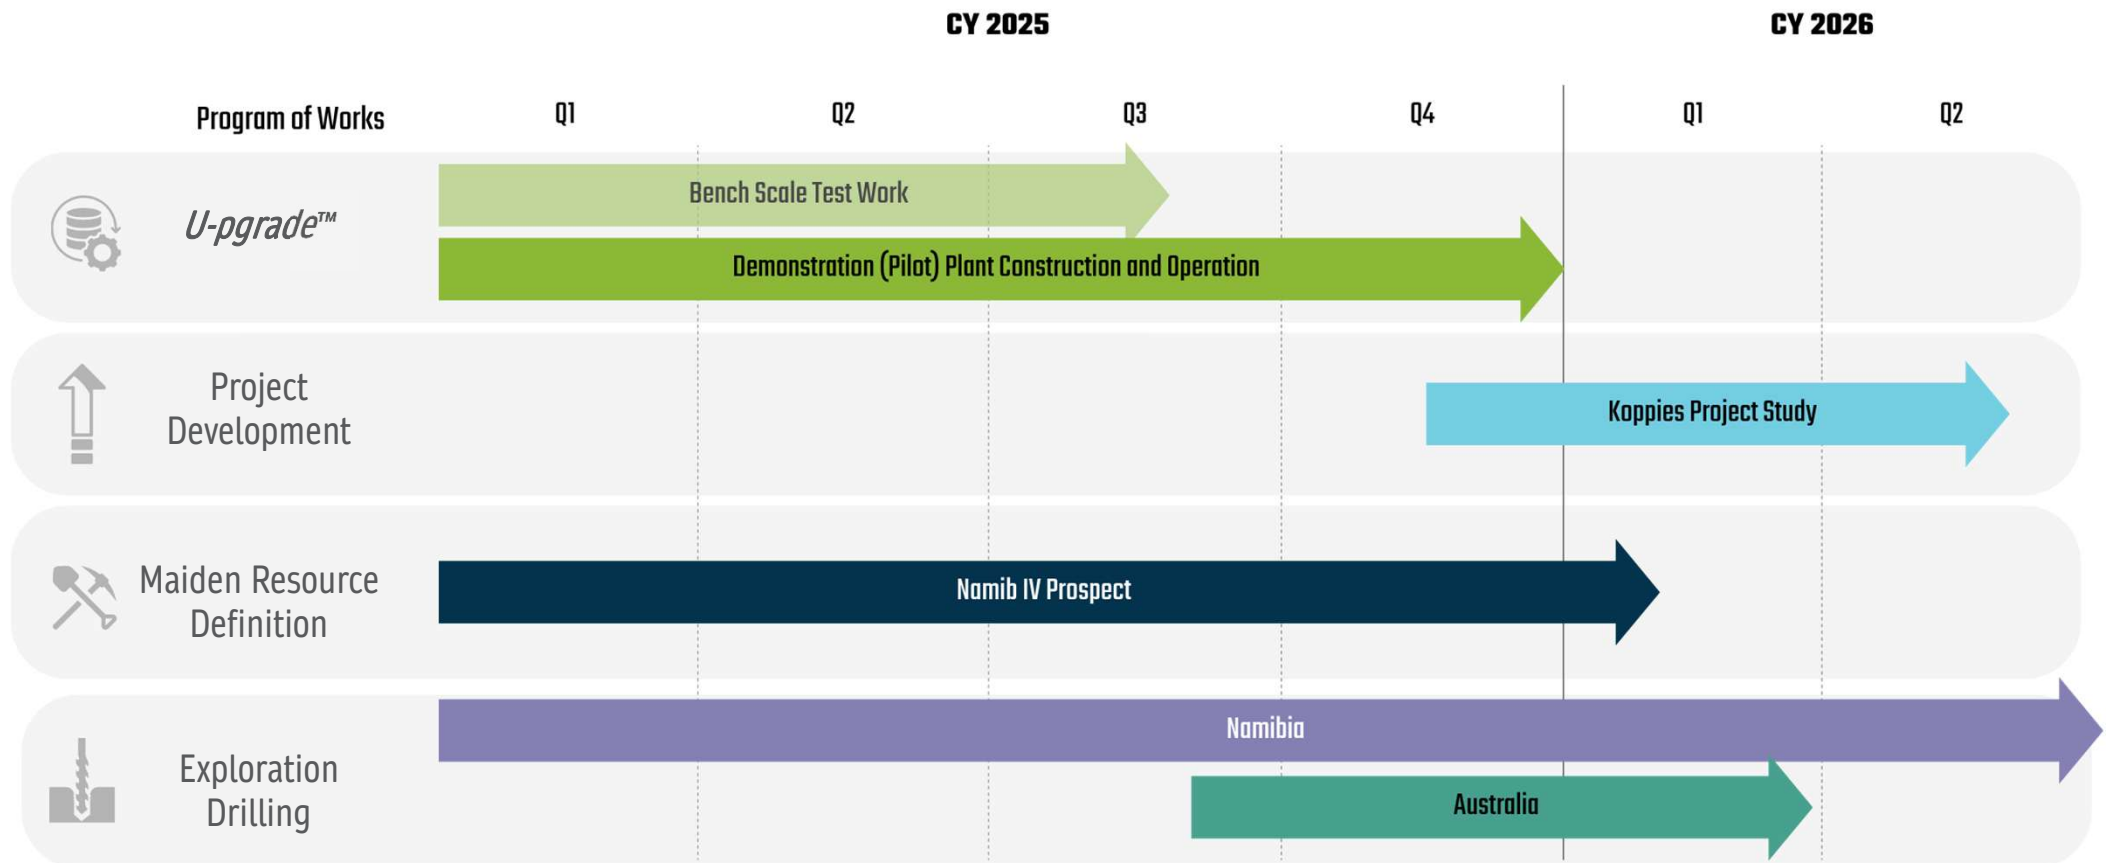 CY 2025
CY 2026
Program of Works
Q1
Q2
Q3
Q4
Q1
Q2
U-pgrade™
Bench Scale Test Work
Demonstration (Pilot) Plant Construction and Operation
Project
Development
Koppies Project Study
Maiden Resource
Definition
Namib IV Prospect
Exploration
Drilling
Namibia
Australia